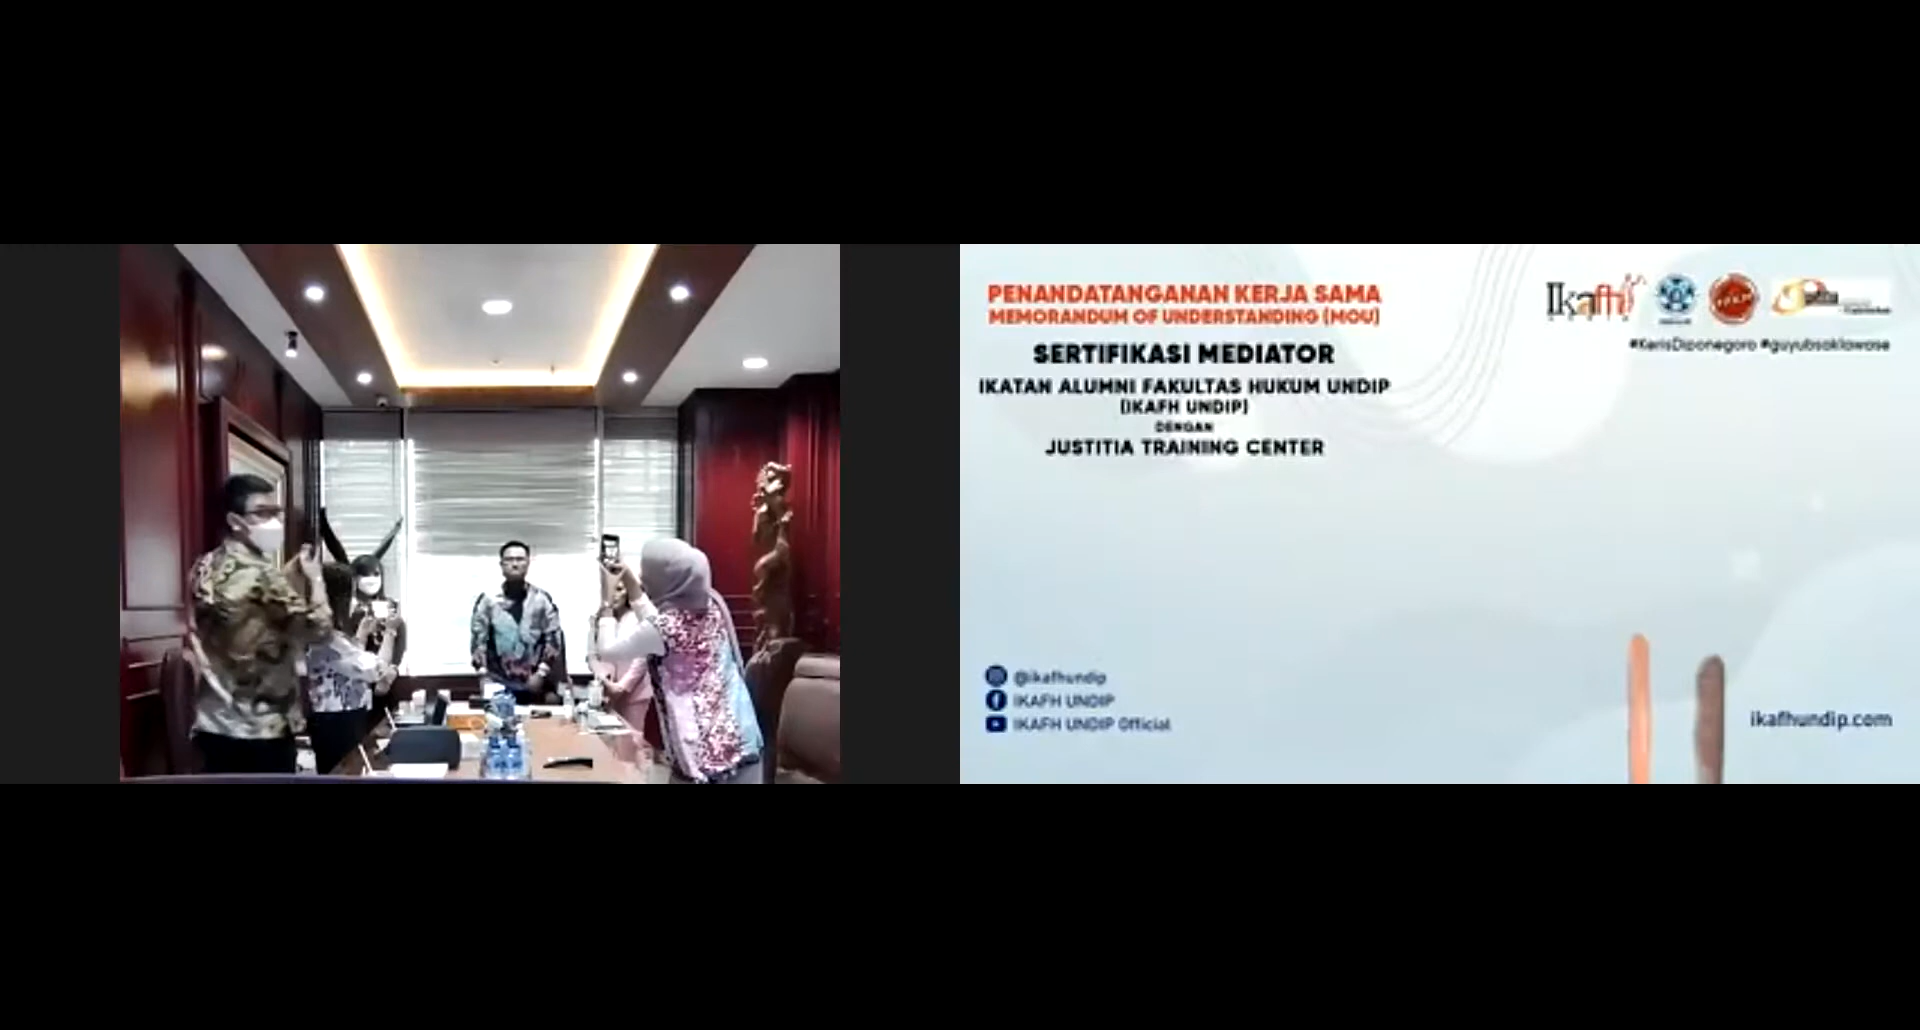 PENANDATANGANAN KERJA SAMA
MEMORANDUM OF UNDERSTANDING (MOU)
SERTIFIKASI MEDIATOR
IKATAN ALUMNI FAKULTAS HUKUM UNDIP
(IKAFH UNDIP)
DENGAN
JUSTITIA TRAINING CENTER
Ikafh
#KerisDiponegoro #guyubsaklawase
@ikafhundip
IKAFH UNDIP
IKAFH UNDIP Official
ikafhundip.com